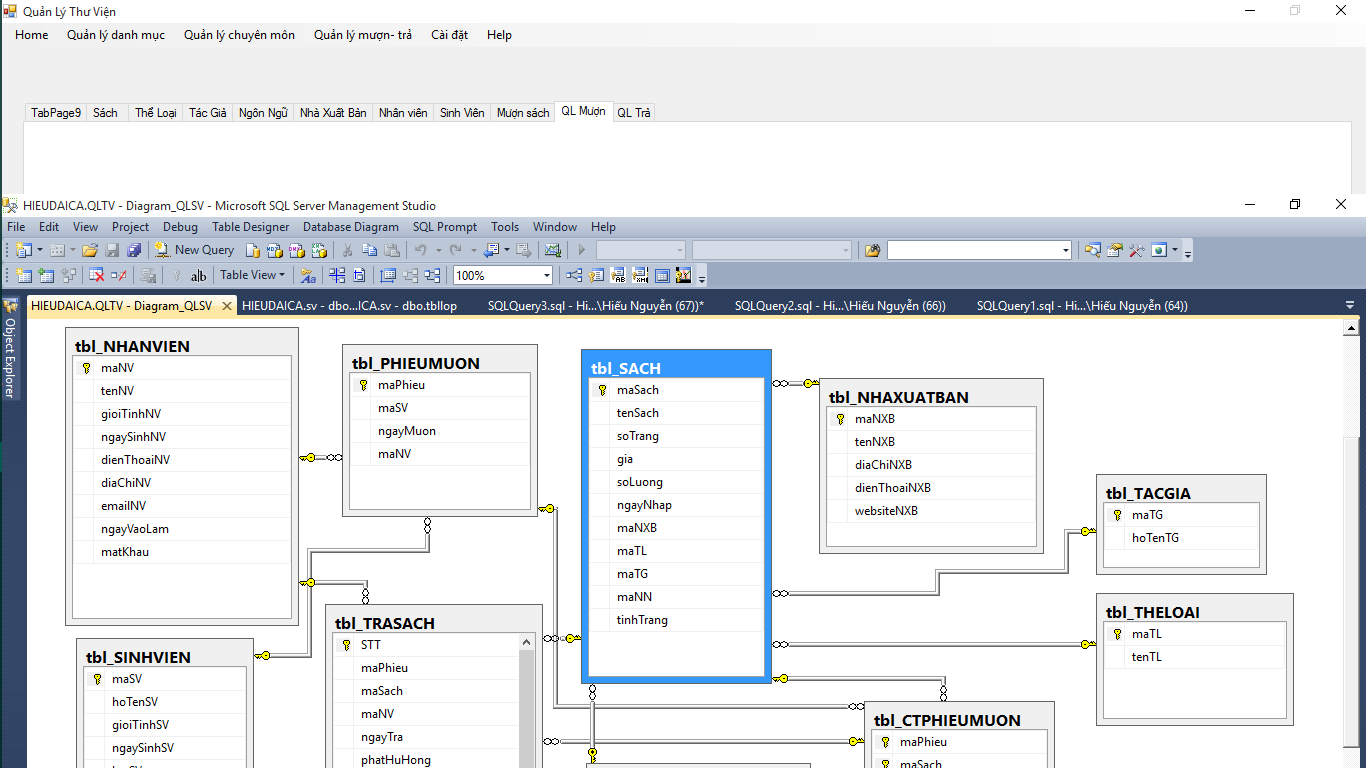 Quản Lý Thư Viện
Home Quản lý danh mục Quản lý chuyên môn Quản lý mượn- trả Cài đặt Help
TabPage9 Sách Thể Loại Tác Giả Ngôn Ngữ Nhà Xuất Bản Nhân viên Sinh Viên Mượn sách QL Mượn QL Trả
HIEUDAICA.QLTV - Diagram_QLSV - Microsoft SQL Server Management Studio
File Edit View Project Debug Table Designer Database Diagram SQL Prompt Tools Window Help
New Query
Table View 100%
HIEUDAICA.QLTV - Diagram_QLSV HIEUDAICA.sv - dbo...ICA.sv - dbo.tbllop SQLQuery3.sql - Hi...\Hiếu Nguyễn (67))* SQLQuery2.sql - Hi...\Hiếu Nguyễn (66)) SQLQuery1.sql - Hi...\Hiếu Nguyễn (64))
Object Explorer
tbl_NHANVIEN
maNV
tenNV
gioiTinhNV
ngaySinhNV
dienThoaiNV
diaChiNV
emailNV
ngayVaoLam
matKhau
tbl_PHIEUMUON
maPhieu
maSV
ngayMuon
maNV
tbl_SACH
maSach
tenSach
soTrang
gia
soLuong
ngayNhap
maNXB
maTL
maTG
maNN
tinhTrang
tbl_NHAXUATBAN
maNXB
tenNXB
diaChiNXB
dienThoaiNXB
websiteNXB
tbl_TACGIA
maTG
hoTenTG
tbl_THELOAI
maTL
tenTL
tbl_SINHVIEN
maSV
hoTenSV
gioiTinhSV
ngaySinhSV
tbl_TRASACH
STT
maPhieu
maSach
maNV
ngayTra
phatHuHong
tbl_CTPHIEUMUON
maPhieu
maSach